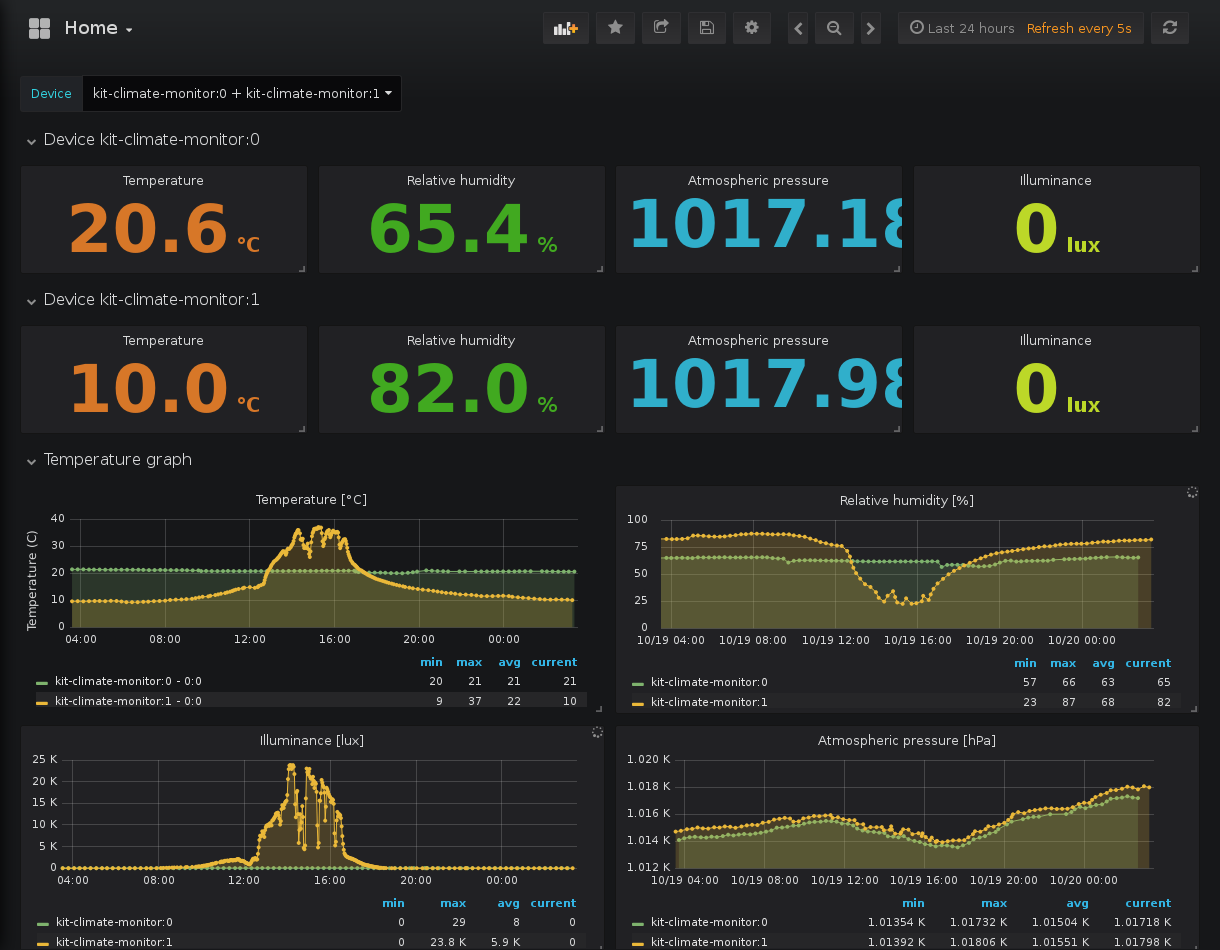 Home
Last 24 hours Refresh every 5s
Device kit-climate-monitor:0 + kit-climate-monitor:1
Device kit-climate-monitor:0
Temperature Relative humidity Atmospheric pressure Illuminance
20.6 °C 65.4 % 1017.18 0 lux
Device kit-climate-monitor:1
Temperature Relative humidity Atmospheric pressure Illuminance
10.0 °C 82.0 % 1017.98 0 lux
Temperature graph
Temperature [°C]
Temperature (C)
40
30
20
10
0
04:00 08:00 12:00 16:00 20:00 00:00
min max avg current
kit-climate-monitor:0 - 0:0 20 21 21 21
kit-climate-monitor:1 - 0:0 9 37 22 10
Relative humidity [%]
100
75
50
25
0
10/19 04:00 10/19 08:00 10/19 12:00 10/19 16:00 10/19 20:00 10/20 00:00
min max avg current
kit-climate-monitor:0 57 66 63 65
kit-climate-monitor:1 23 87 68 82
Illuminance [lux]
25 K
20 K
15 K
10 K
5 K
0
04:00 08:00 12:00 16:00 20:00 00:00
min max avg current
kit-climate-monitor:0 0 29 8 0
kit-climate-monitor:1 0 23.8 K 5.9 K 0
Atmospheric pressure [hPa]
1.020 K
1.018 K
1.016 K
1.014 K
1.012 K
10/19 04:00 10/19 08:00 10/19 12:00 10/19 16:00 10/19 20:00 10/20 00:00
min max avg current
kit-climate-monitor:0 1.01354 K 1.01732 K 1.01504 K 1.01718 K
kit-climate-monitor:1 1.01392 K 1.01806 K 1.01551 K 1.01798 K